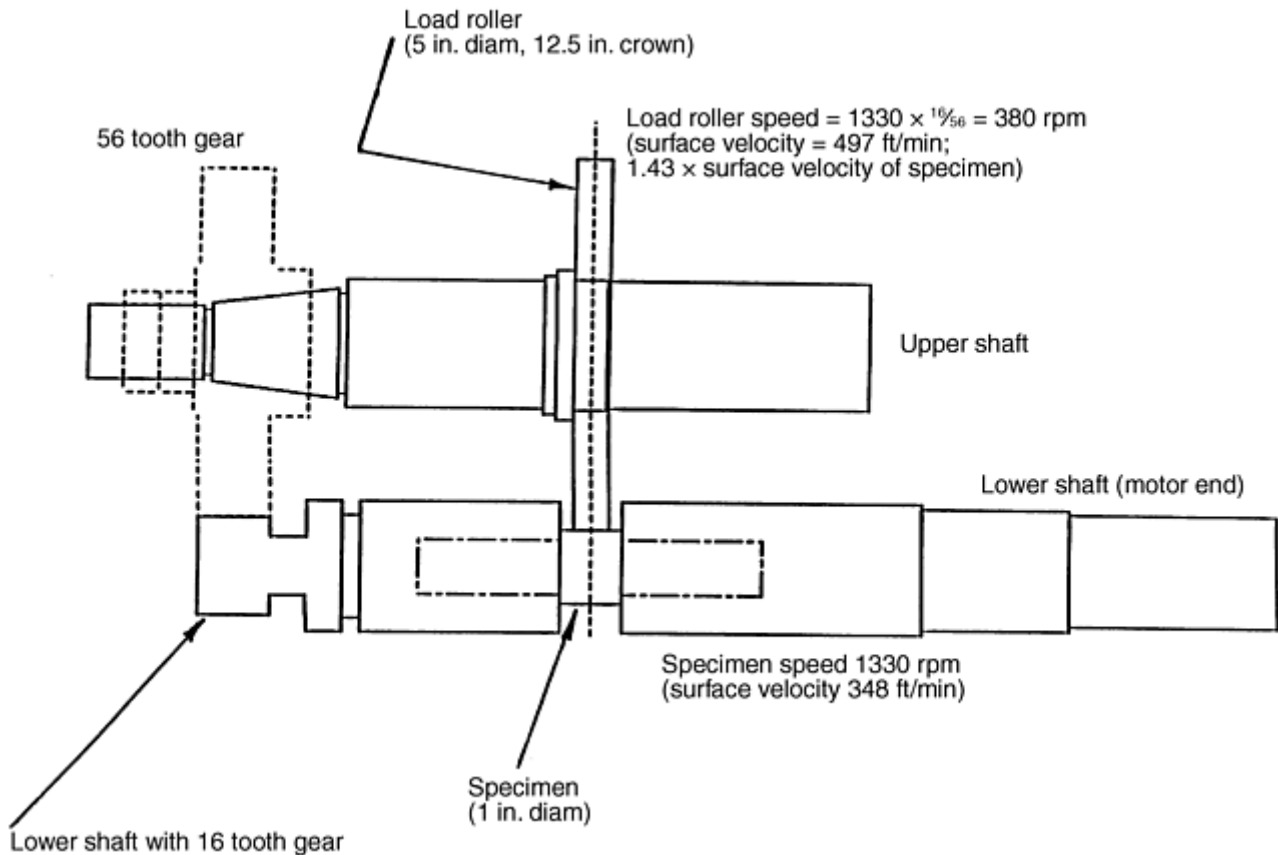 Load roller
(5 in. diam, 12.5 in. crown)
56 tooth gear
Load roller speed = 1330 × 16/56 = 380 rpm
(surface velocity = 497 ft/min;
1.43 × surface velocity of specimen)
Upper shaft
Lower shaft (motor end)
Specimen speed 1330 rpm
(surface velocity 348 ft/min)
Specimen
(1 in. diam)
Lower shaft with 16 tooth gear